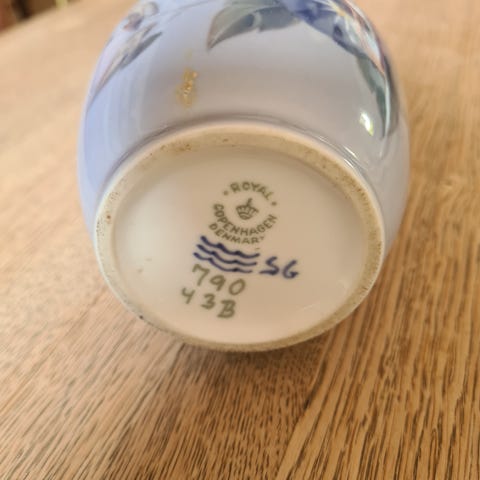 ROYAL
COPENHAGEN
DENMARK
SG
790
43B